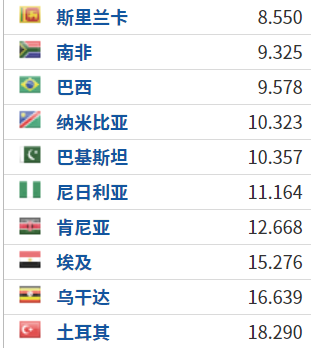 斯里兰卡 8.550
南非 9.325
巴西 9.578
纳米比亚 10.323
巴基斯坦 10.357
尼日利亚 11.164
肯尼亚 12.668
埃及 15.276
乌干达 16.639
土耳其 18.290